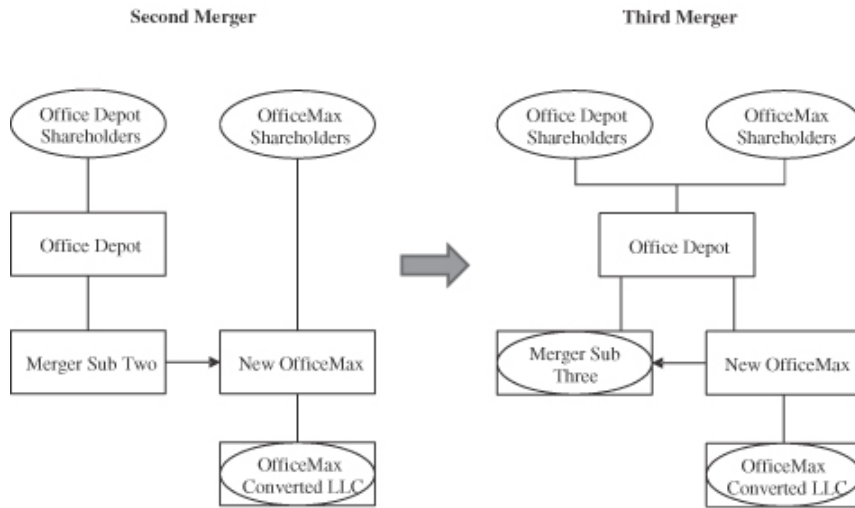 Second Merger
Third Merger
Office Depot
Shareholders
OfficeMax
Shareholders
Office Depot
Shareholders
OfficeMax
Shareholders
Office Depot
Office Depot
Merger Sub Two
New OfficeMax
Merger Sub
Three
New OfficeMax
OfficeMax
Converted LLC
OfficeMax
Converted LLC